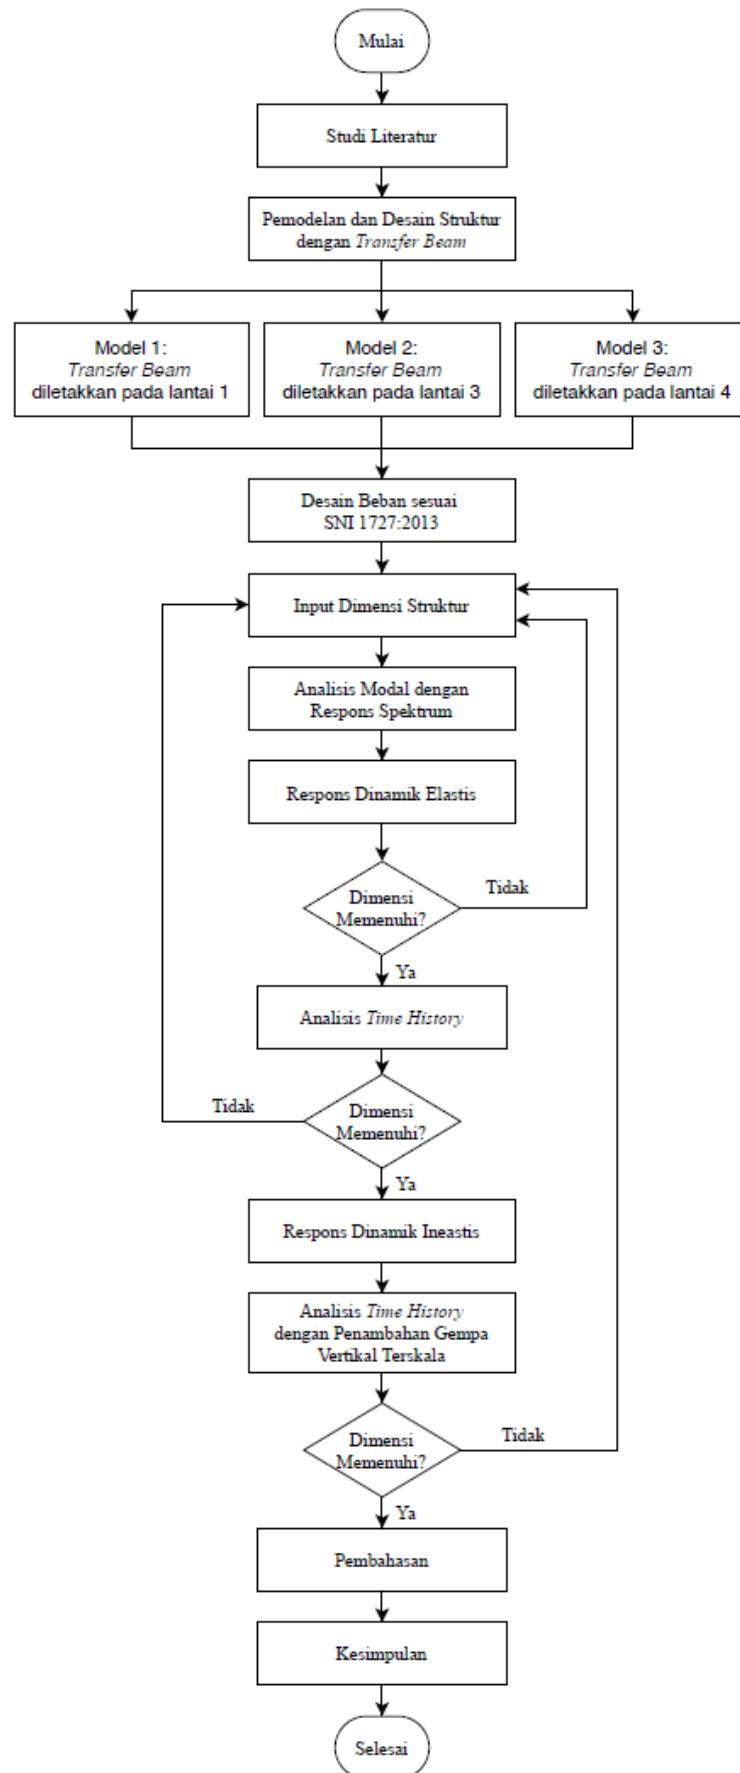 Mulai
Studi Literatur
Pemodelan dan Desain Struktur
dengan Transfer Beam
Model 1:
Transfer Beam
diletakkan pada lantai 1
Model 2:
Transfer Beam
diletakkan pada lantai 3
Model 3:
Transfer Beam
diletakkan pada lantai 4
Desain Beban sesuai
SNI 1727:2013
Input Dimensi Struktur
Analisis Modal dengan
Respons Spektrum
Respons Dinamik Elastis
Dimensi
Memenuhi?
Tidak
Ya
Analisis Time History
Tidak
Dimensi
Memenuhi?
Ya
Respons Dinamik Ineastis
Analisis Time History
dengan Penambahan Gempa
Vertikal Terskala
Dimensi
Memenuhi?
Tidak
Ya
Pembahasan
Kesimpulan
Selesai